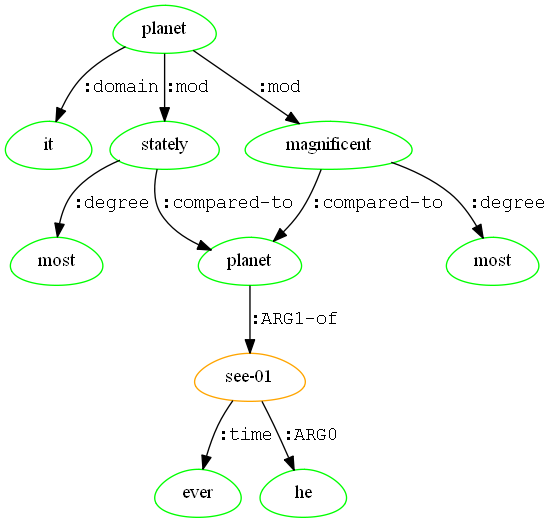 planet
:domain :mod :mod
it stately magnificent
:degree :compared-to :compared-to :degree
most planet most
:ARG1-of
see-01
:time :ARG0
ever he